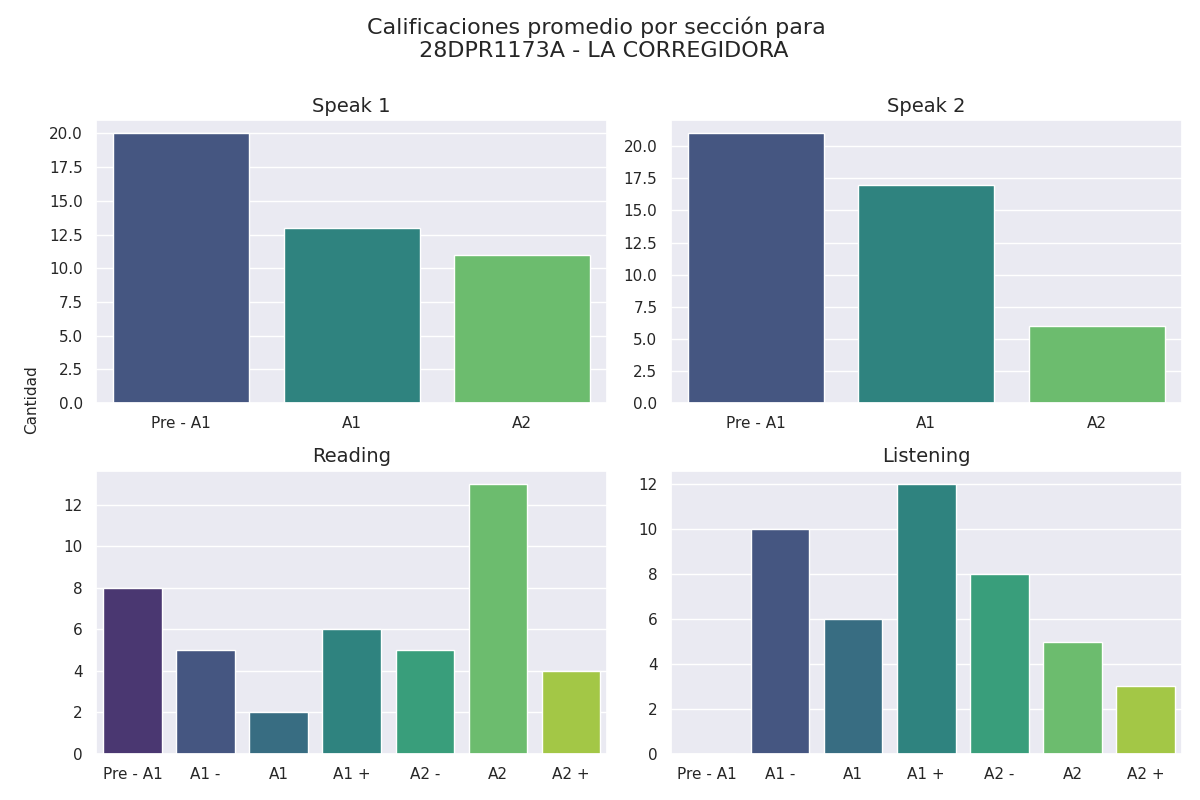 Calificaciones promedio por sección para
28DPR1173A - LA CORREGIDORA
Speak 1
20.0
17.5
15.0
12.5
10.0
7.5
5.0
2.5
0.0
Pre - A1 A1 A2
Speak 2
20.0
17.5
15.0
12.5
10.0
7.5
5.0
2.5
0.0
Pre - A1 A1 A2
Cantidad
Reading
12
10
8
6
4
2
0
Pre - A1 A1 - A1 A1 + A2 - A2 A2 +
Listening
12
10
8
6
4
2
0
Pre - A1 A1 - A1 A1 + A2 - A2 A2 +